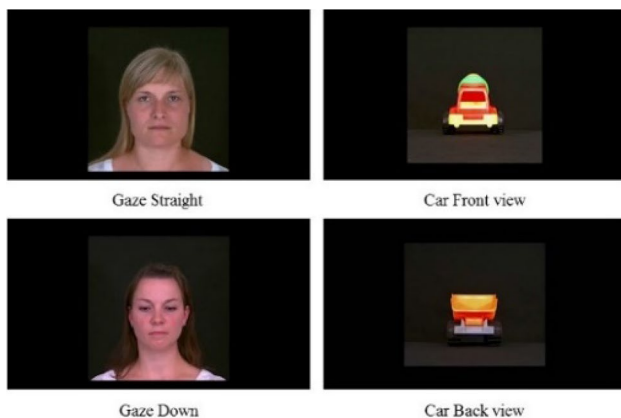 Gaze Straight
Car Front view
Gaze Down
Car Back view